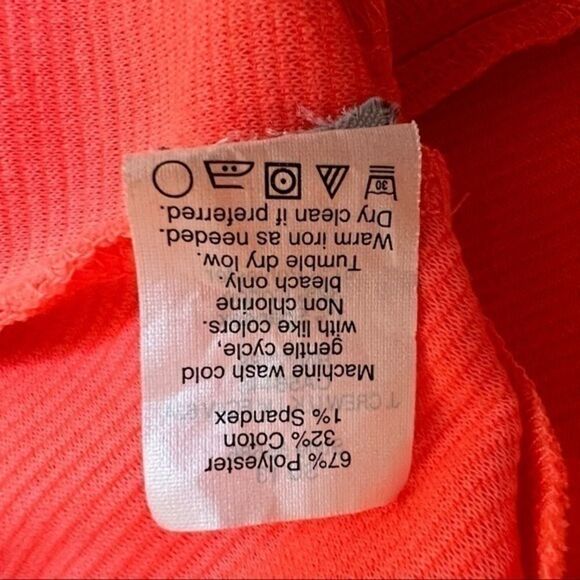 67% Polyester
32% Coton
1% Spandex
Machine wash cold
gentle cycle,
with like colors.
Non chlorine
bleach only.
Tumble dry low.
Warm iron as needed.
Dry clean if preferred.
30